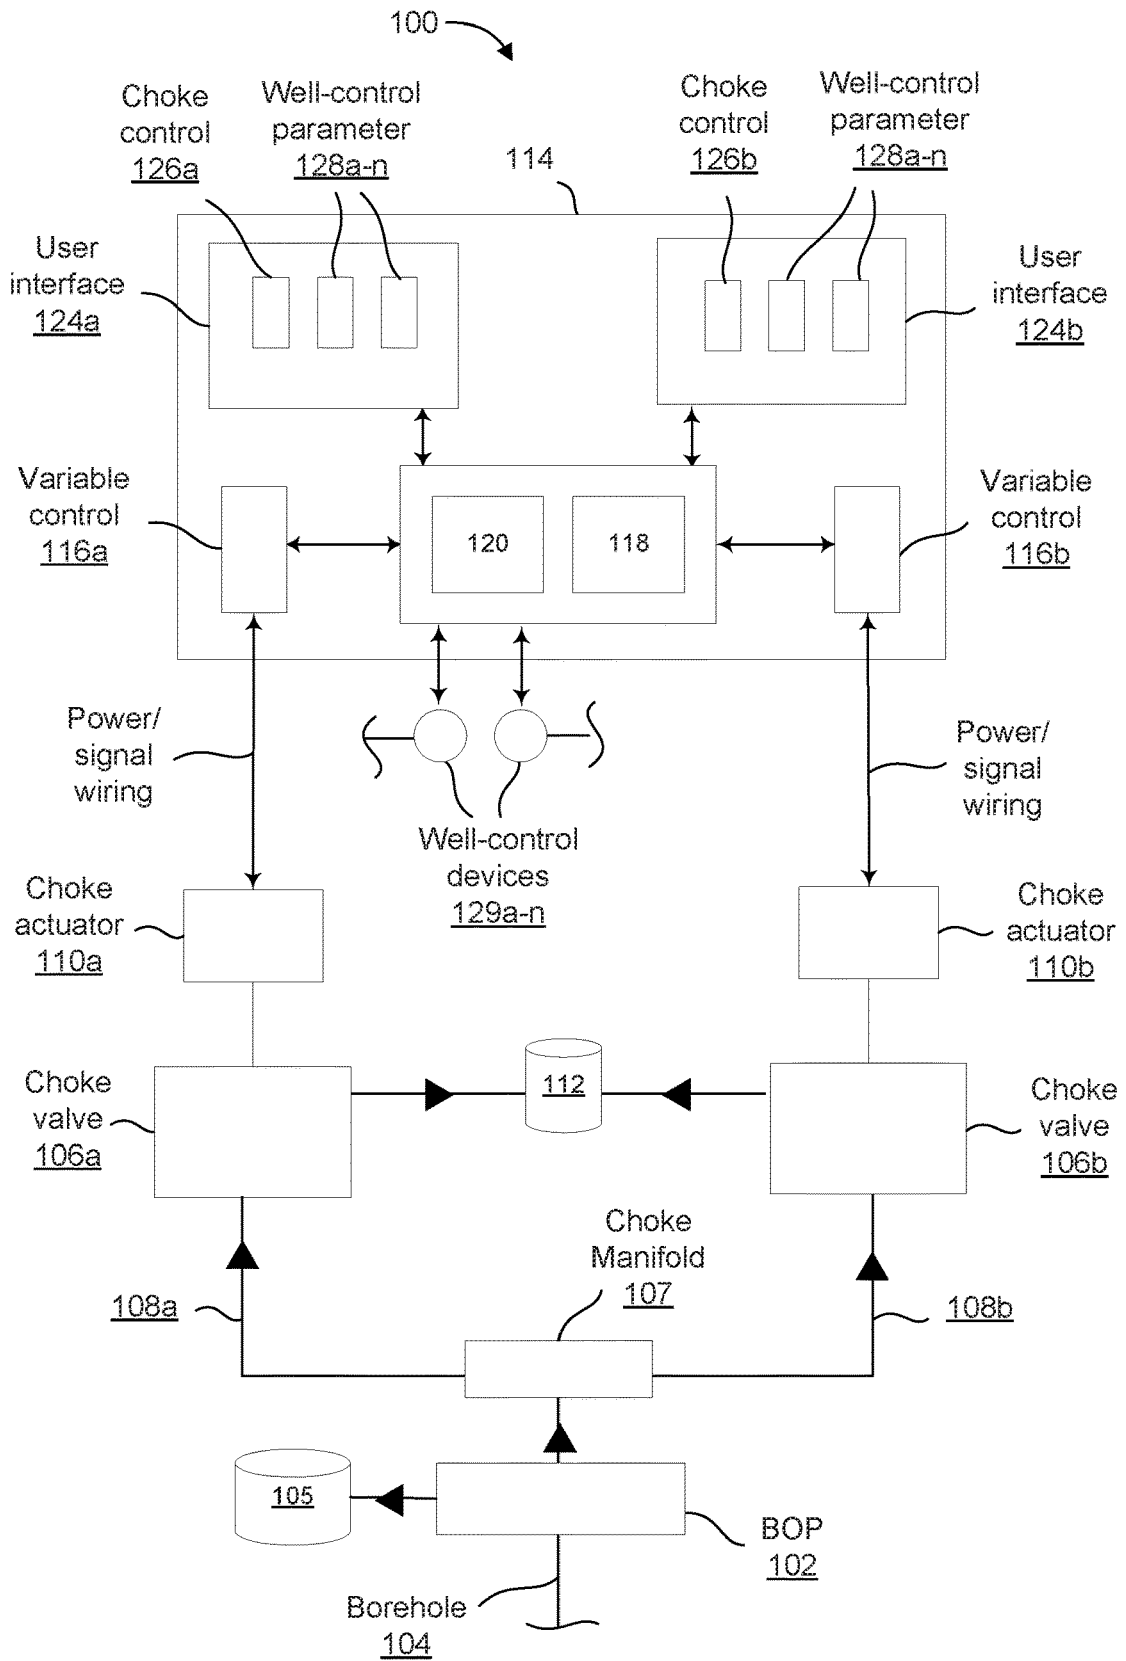 100
Choke
control
126a
Well-control
parameter
128a-n
Choke
control
126b
Well-control
parameter
128a-n
114
User
interface
124a
User
interface
124b
Variable
control
116a
120
118
Variable
control
116b
Power/
signal
wiring
Power/
signal
wiring
Well-control
devices
129a-n
Choke
actuator
110a
Choke
actuator
110b
Choke
valve
106a
112
Choke
valve
106b
Choke
Manifold
107
108a
108b
105
BOP
102
Borehole
104